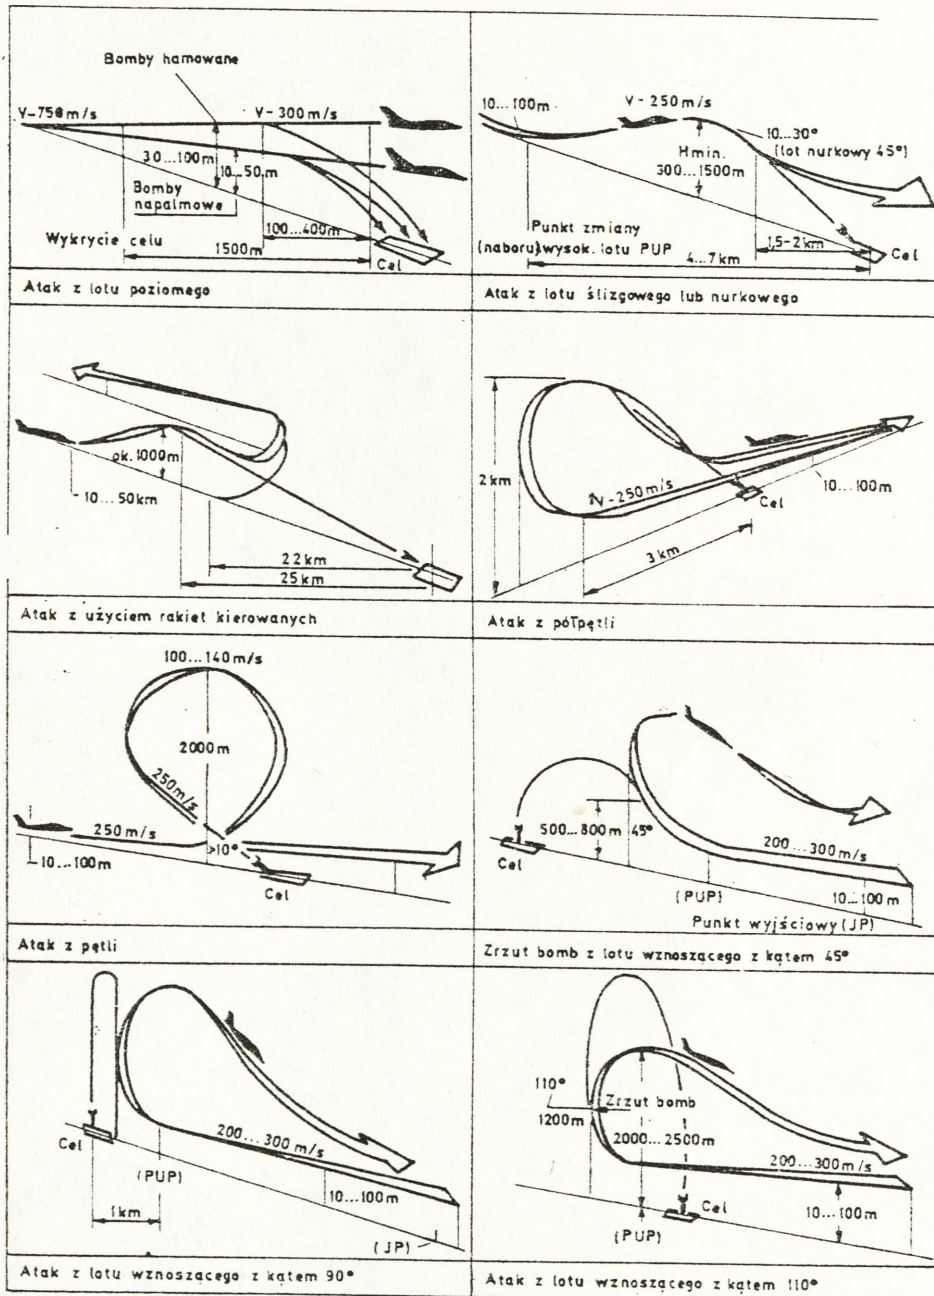 Bomby hamowane
V-750m/s
V-300m/s
30...100m
10...50m
Bomby
napalmowe
100...400m
Wykrycie celu
1500m
Cel
Atak z lotu poziomego
10...100m
V-250m/s
10...30°
(lot nurkowy 45°)
Hmin.
300...1500m
Punkt zmiany
(naboru)wysok. lotu PUP
1,5-2km
4...7km
Cel
Atak z lotu ślizgowego lub nurkowego
ok.1000m
10...50km
22km
25km
Atak z użyciem rakiet kierowanych
2km
V-250m/s
10...100m
Cel
3km
Atak z półpętli
100...140m/s
2000m
250m/s
250m/s
>10°
10...100m
Cel
Atak z pętli
500...800m
45°
Cel
200...300m/s
(PUP)
10...100m
Punkt wyjściowy(JP)
Zrzut bomb z lotu wznoszącego z kątem 45°
Cel
(PUP)
200...300m/s
10...100m
1km
(JP)
Atak z lotu wznoszącego z kątem 90°
110°
Zrzut bomb
1200m
2000...2500m
200...300m/s
Cel
10...100m
(PUP)
Atak z lotu wznoszącego z kątem 110°